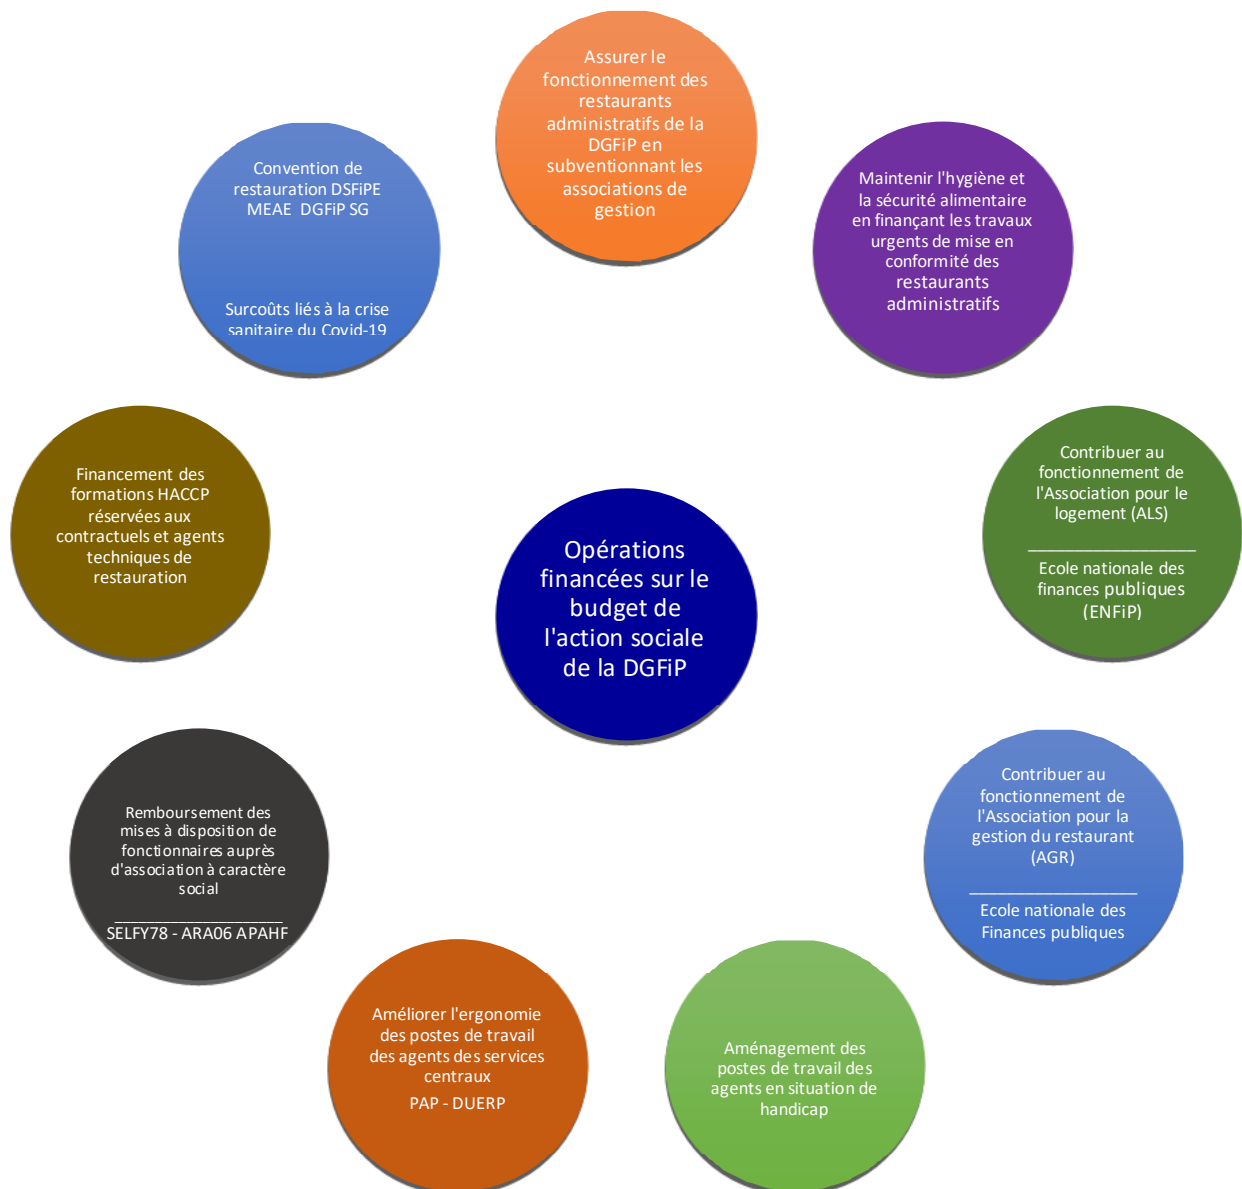 Assurer le
fonctionnement des
restaurants
administratifs de la
DGFiP en
subventionnant les
associations de
gestion
Maintenir l'hygiène et
la sécurité alimentaire
en finançant les travaux
urgents de mise en
conformité des
restaurants
administratifs
Contribuer au
fonctionnement de
l'Association pour le
logement (ALS)
Ecole nationale des
finances publiques
(ENFiP)
Contribuer au
fonctionnement de
l'Association pour la
gestion du restaurant
(AGR)
Ecole nationale des
Finances publiques
Aménagement des
postes de travail des
agents en situation de
handicap
Améliorer l'ergonomie
des postes de travail
des agents des services
centraux
PAP - DUERP
Remboursement des
mises à disposition de
fonctionnaires auprès
d'association à caractère
social
SELFY78 - ARA06 APAHF
Financement des
formations HACCP
réservées aux
contractuels et agents
techniques de
restauration
Convention de
restauration DSFiPE
MEAE DGFiP SG
Surcoûts liés à la crise
sanitaire du Covid-19
Opérations
financées sur le
budget de
l'action sociale
de la DGFiP